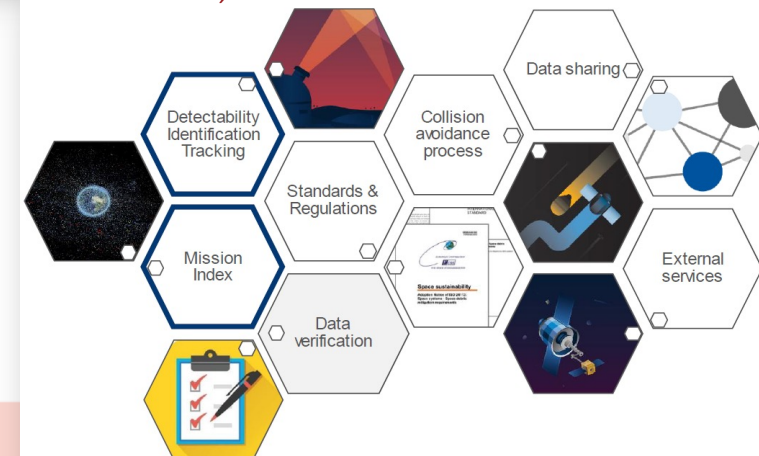 Data sharing
Detectability
Identification
Tracking
Collision
avoidance
process
Standards &
Regulations
Mission
Index
External
services
Space sustainability
Data
verification